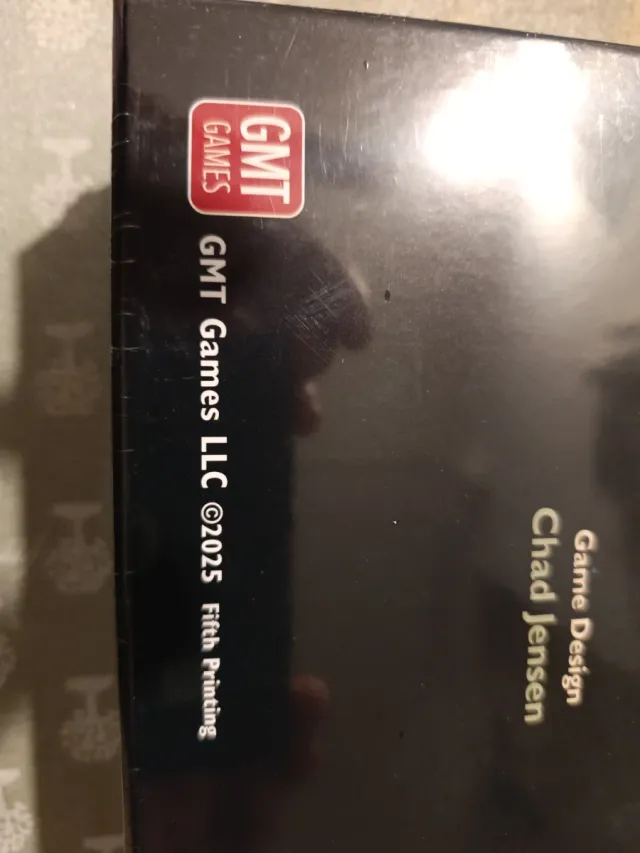 Game Design
Chad Jensen
GMT
GAMES
GMT Games LLC ©2025 Fifth Printing